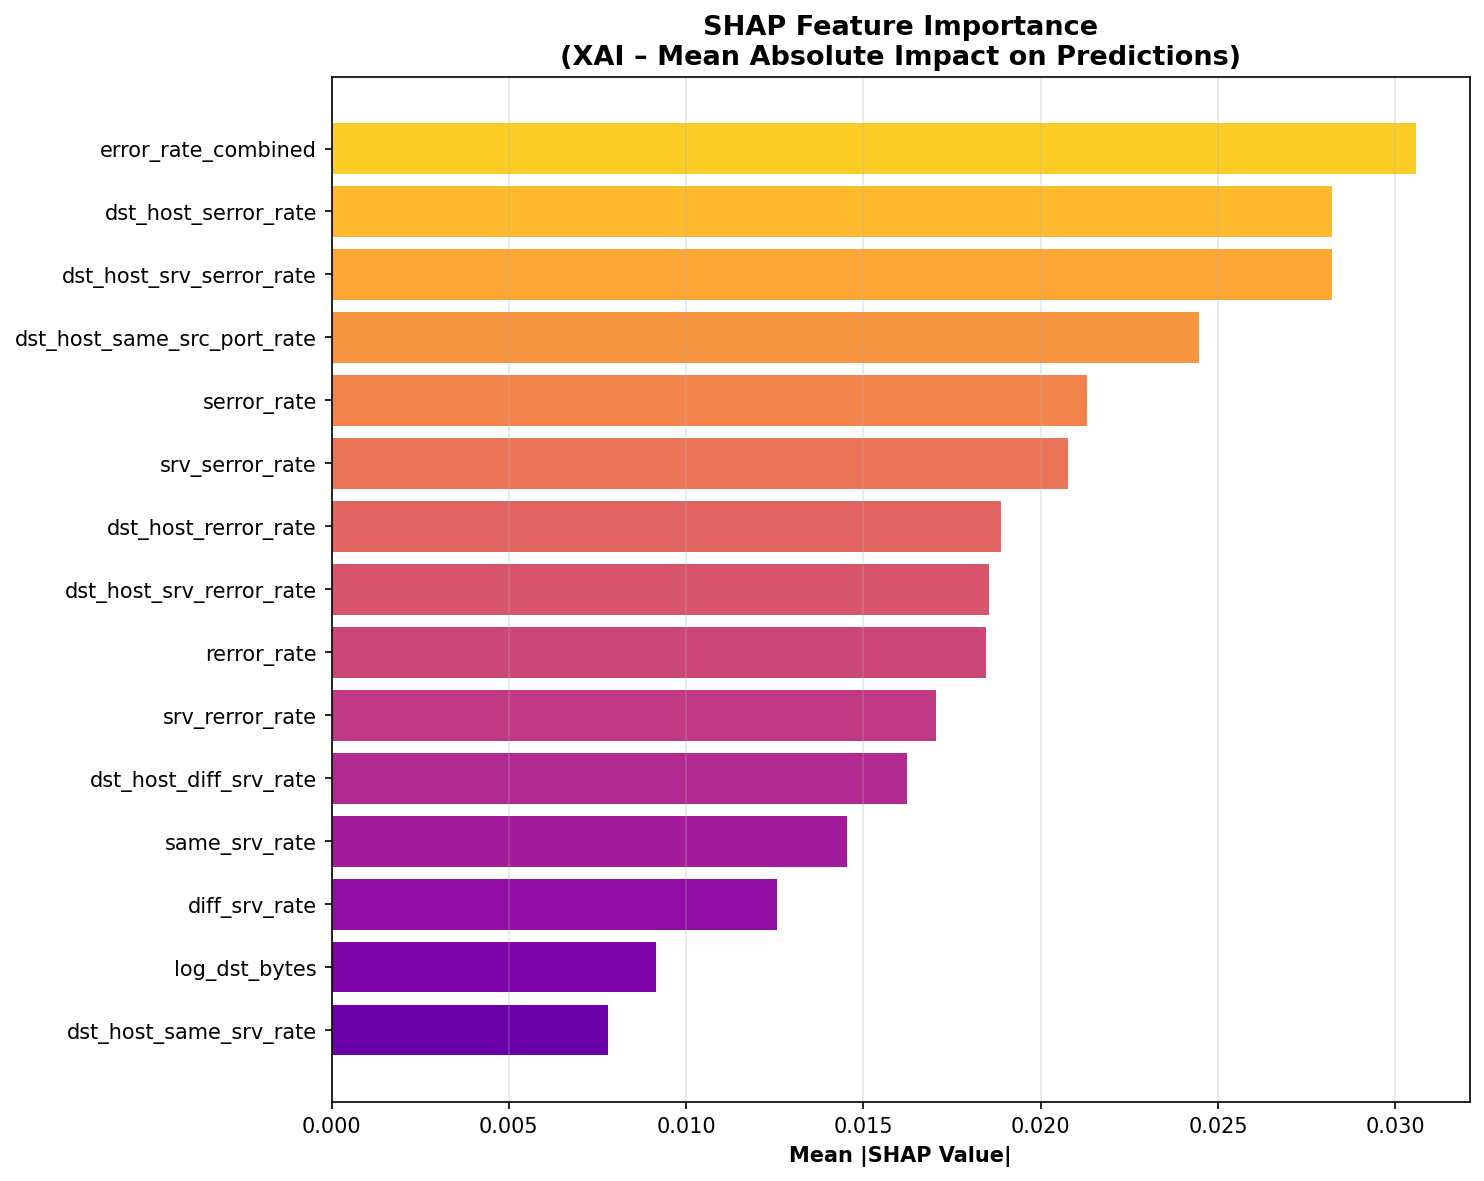 SHAP Feature Importance
(XAI – Mean Absolute Impact on Predictions)
error_rate_combined
dst_host_serror_rate
dst_host_srv_serror_rate
dst_host_same_src_port_rate
serror_rate
srv_serror_rate
dst_host_rerror_rate
dst_host_srv_rerror_rate
rerror_rate
srv_rerror_rate
dst_host_diff_srv_rate
same_srv_rate
diff_srv_rate
log_dst_bytes
dst_host_same_srv_rate
0.000 0.005 0.010 0.015 0.020 0.025 0.030
Mean |SHAP Value|